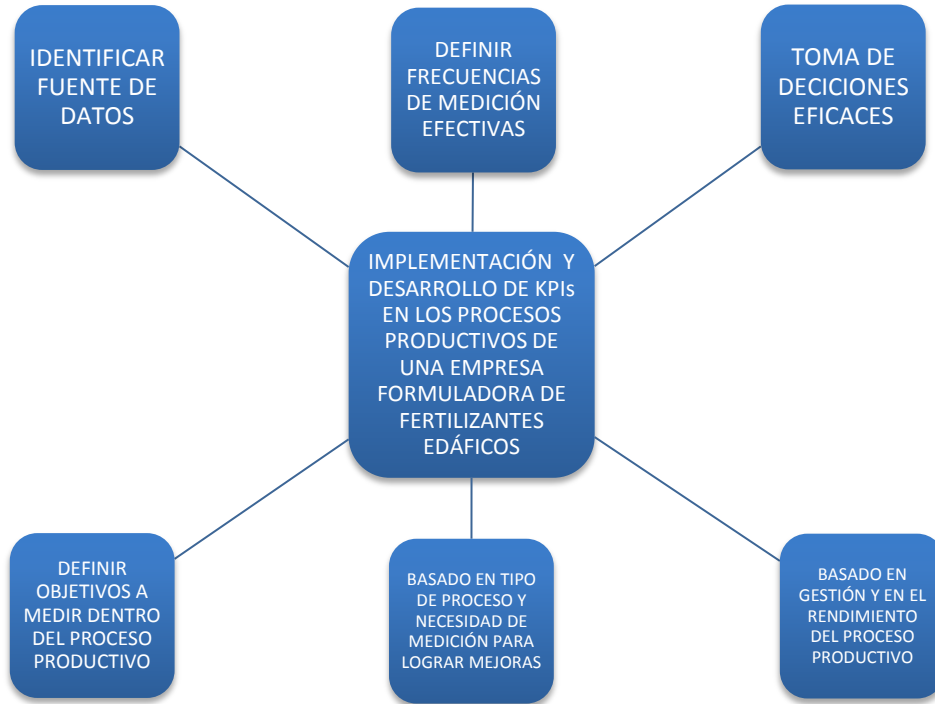 IDENTIFICAR
FUENTE DE
DATOS
DEFINIR
FRECUENCIAS
DE MEDICIÓN
EFECTIVAS
TOMA DE
DECICIONES
EFICACES
IMPLEMENTACIÓN Y
DESARROLLO DE KPIs
EN LOS PROCESOS
PRODUCTIVOS DE
UNA EMPRESA
FORMULADORA DE
FERTILIZANTES
EDÁFICOS
DEFINIR
OBJETIVOS A
MEDIR DENTRO
DEL PROCESO
PRODUCTIVO
BASADO EN TIPO
DE PROCESO Y
NECESIDAD DE
MEDICIÓN PARA
LOGRAR MEJORAS
BASADO EN
GESTIÓN Y EN EL
RENDIMIENTO
DEL PROCESO
PRODUCTIVO